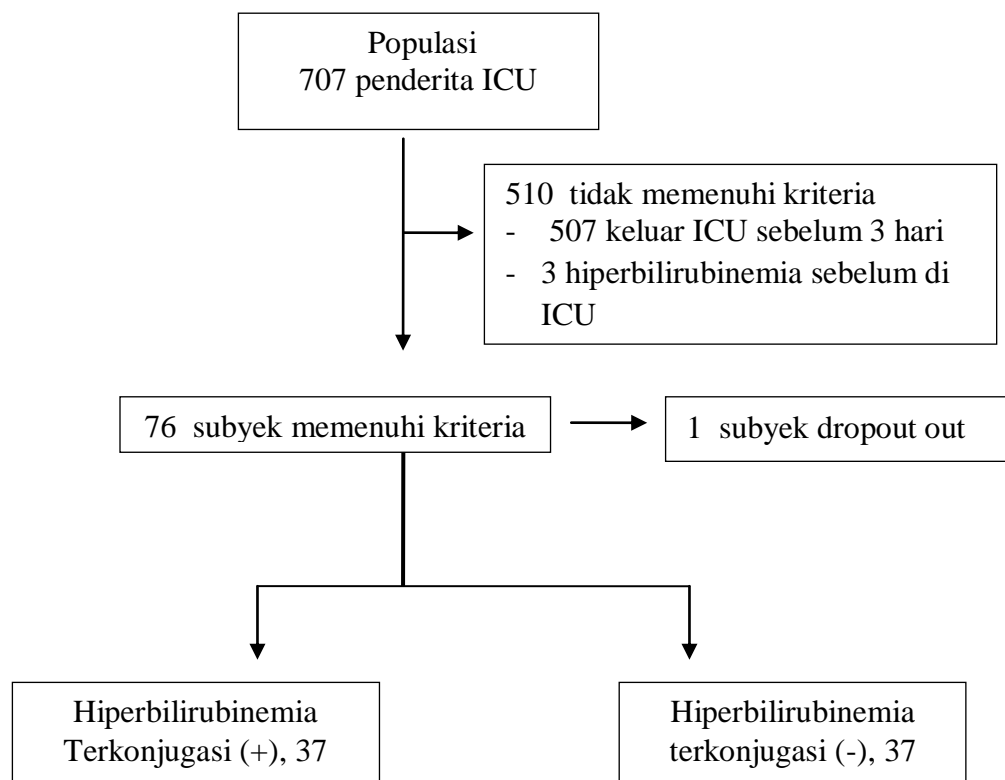 Populasi
707 penderita ICU
510 tidak memenuhi kriteria
- 507 keluar ICU sebelum 3 hari
- 3 hiperbilirubinemia sebelum di
ICU
76 subyek memenuhi kriteria
1 subyek dropout out
Hiperbilirubinemia
Terkonjugasi (+), 37
Hiperbilirubinemia
terkonjugasi (-), 37